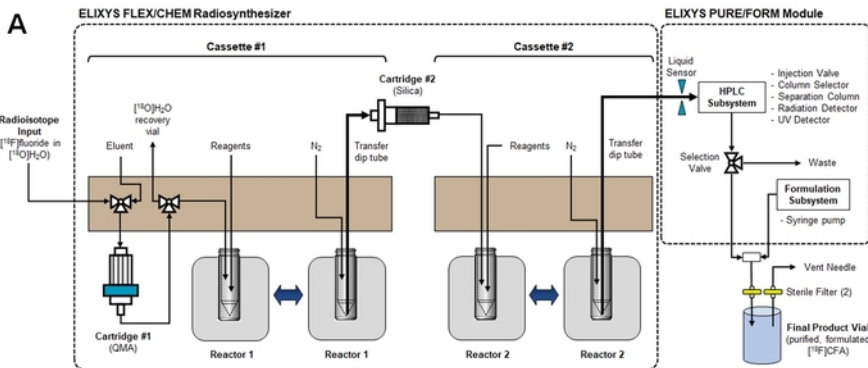 A
ELIXYS FLEX/CHEM Radiosynthesizer
ELIXYS PURE/FORM Module
Cassette #1
Cassette #2
Radioisotope
Input
[18F]fluoride in
[18O]H2O)
Eluent
[18O]H2O
recovery
vial
Reagents
N2
Transfer
dip tube
Cartridge #2
(Silica)
Reagents
N2
Transfer
dip tube
Liquid
Sensor
HPLC
Subsystem
- Injection Valve
- Column Selector
- Separation Column
- Radiation Detector
- UV Detector
Selection
Valve
Waste
Formulation
Subsystem
- Syringe pump
Cartridge #1
(QMA)
Reactor 1
Reactor 1
Reactor 2
Reactor 2
Vent Needle
Sterile Filter (2)
Final Product Vial
(purified, formulated
[18F]CFA)